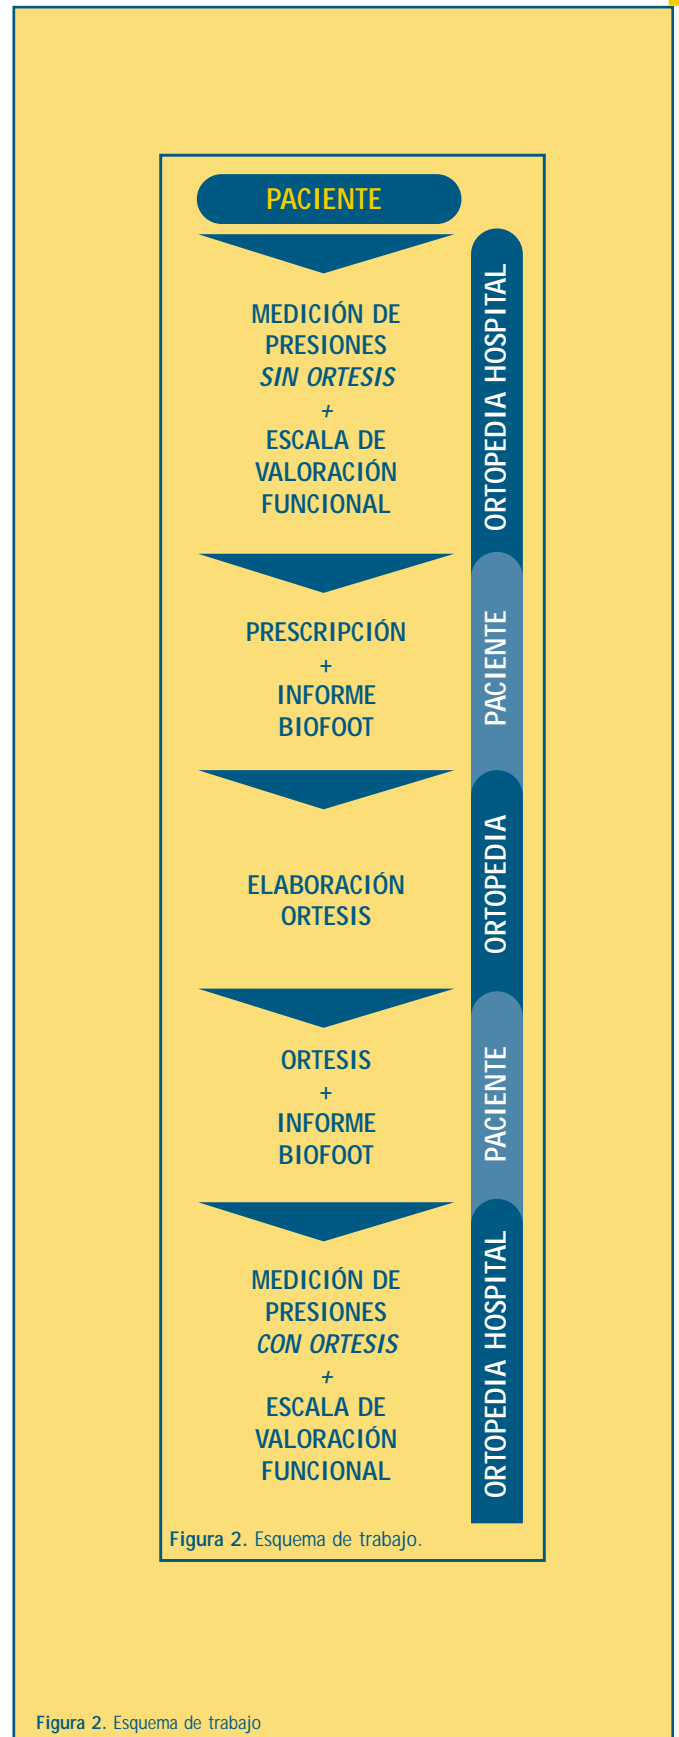 PACIENTE
MEDICIÓN DE
PRESIONES
SIN ORTESIS
+
ESCALA DE
VALORACIÓN
FUNCIONAL
ORTOPEDIA HOSPITAL
PRESCRIPCIÓN
+
INFORME
BIOFOOT
PACIENTE
ELABORACIÓN
ORTESIS
ORTOPEDIA
ORTESIS
+
INFORME
BIOFOOT
PACIENTE
MEDICIÓN DE
PRESIONES
CON ORTESIS
+
ESCALA DE
VALORACIÓN
FUNCIONAL
ORTOPEDIA HOSPITAL
Figura 2. Esquema de trabajo.
Figura 2. Esquema de trabajo